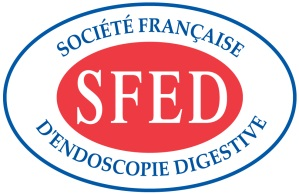 SOCIÉTÉ FRANÇAISE
SFED
D'ENDOSCOPIE DIGESTIVE